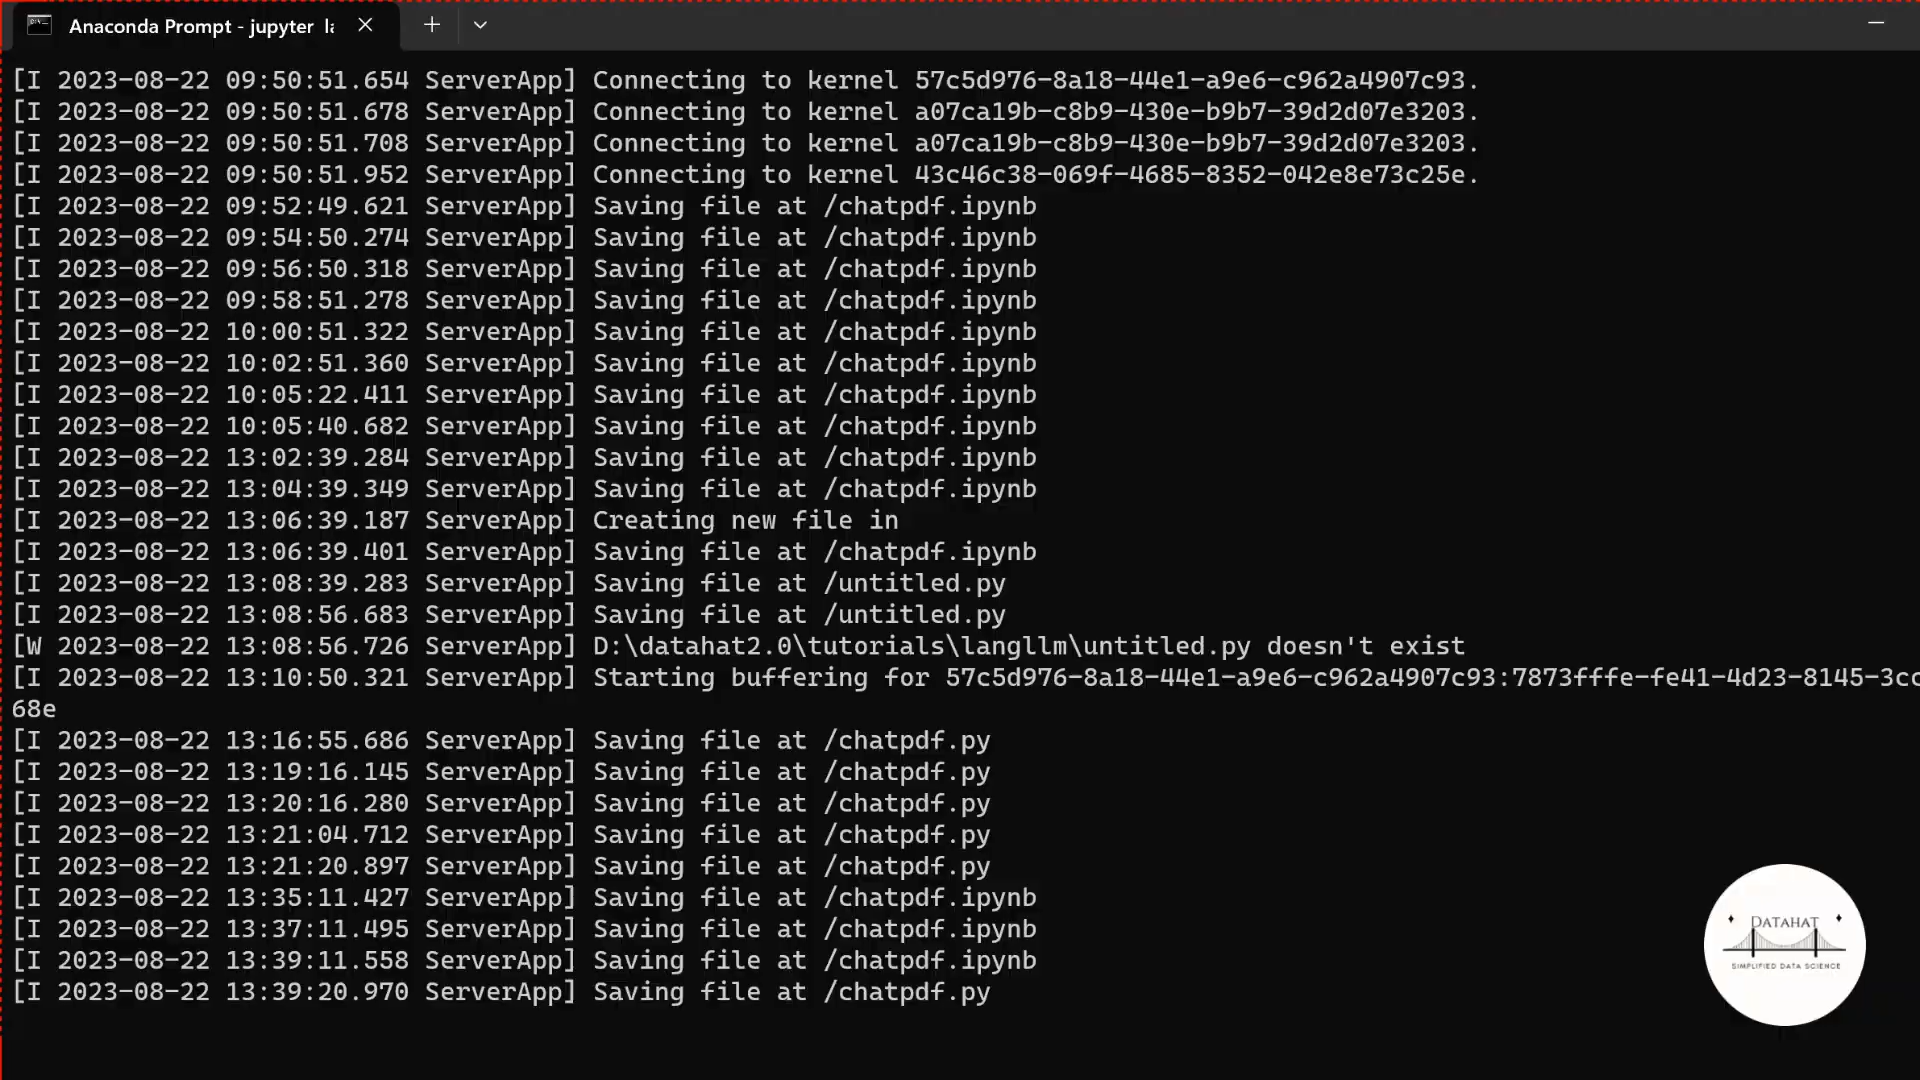 Anaconda Prompt - jupyter la
[I 2023-08-22 09:50:51.654 ServerApp] Connecting to kernel 57c5d976-8a18-44e1-a9e6-c962a4907c93.
[I 2023-08-22 09:50:51.678 ServerApp] Connecting to kernel a07ca19b-c8b9-430e-b9b7-39d2d07e3203.
[I 2023-08-22 09:50:51.708 ServerApp] Connecting to kernel a07ca19b-c8b9-430e-b9b7-39d2d07e3203.
[I 2023-08-22 09:50:51.952 ServerApp] Connecting to kernel 43c46c38-069f-4685-8352-042e8e73c25e.
[I 2023-08-22 09:52:49.621 ServerApp] Saving file at /chatpdf.ipynb
[I 2023-08-22 09:54:50.274 ServerApp] Saving file at /chatpdf.ipynb
[I 2023-08-22 09:56:50.318 ServerApp] Saving file at /chatpdf.ipynb
[I 2023-08-22 09:58:51.278 ServerApp] Saving file at /chatpdf.ipynb
[I 2023-08-22 10:00:51.322 ServerApp] Saving file at /chatpdf.ipynb
[I 2023-08-22 10:02:51.360 ServerApp] Saving file at /chatpdf.ipynb
[I 2023-08-22 10:05:22.411 ServerApp] Saving file at /chatpdf.ipynb
[I 2023-08-22 10:05:40.682 ServerApp] Saving file at /chatpdf.ipynb
[I 2023-08-22 13:02:39.284 ServerApp] Saving file at /chatpdf.ipynb
[I 2023-08-22 13:04:39.349 ServerApp] Saving file at /chatpdf.ipynb
[I 2023-08-22 13:06:39.187 ServerApp] Creating new file in
[I 2023-08-22 13:06:39.401 ServerApp] Saving file at /chatpdf.ipynb
[I 2023-08-22 13:08:39.283 ServerApp] Saving file at /untitled.py
[I 2023-08-22 13:08:56.683 ServerApp] Saving file at /untitled.py
[W 2023-08-22 13:08:56.726 ServerApp] D:\datahat2.0\tutorials\langllm\untitled.py doesn't exist
[I 2023-08-22 13:10:50.321 ServerApp] Starting buffering for 57c5d976-8a18-44e1-a9e6-c962a4907c93:7873fffe-fe41-4d23-8145-3cc
68e
[I 2023-08-22 13:16:55.686 ServerApp] Saving file at /chatpdf.py
[I 2023-08-22 13:19:16.145 ServerApp] Saving file at /chatpdf.py
[I 2023-08-22 13:20:16.280 ServerApp] Saving file at /chatpdf.py
[I 2023-08-22 13:21:04.712 ServerApp] Saving file at /chatpdf.py
[I 2023-08-22 13:21:20.897 ServerApp] Saving file at /chatpdf.py
[I 2023-08-22 13:35:11.427 ServerApp] Saving file at /chatpdf.ipynb
[I 2023-08-22 13:37:11.495 ServerApp] Saving file at /chatpdf.ipynb
[I 2023-08-22 13:39:11.558 ServerApp] Saving file at /chatpdf.ipynb
[I 2023-08-22 13:39:20.970 ServerApp] Saving file at /chatpdf.py
DATAHAT
SIMPLIFIED DATA SCIENCE